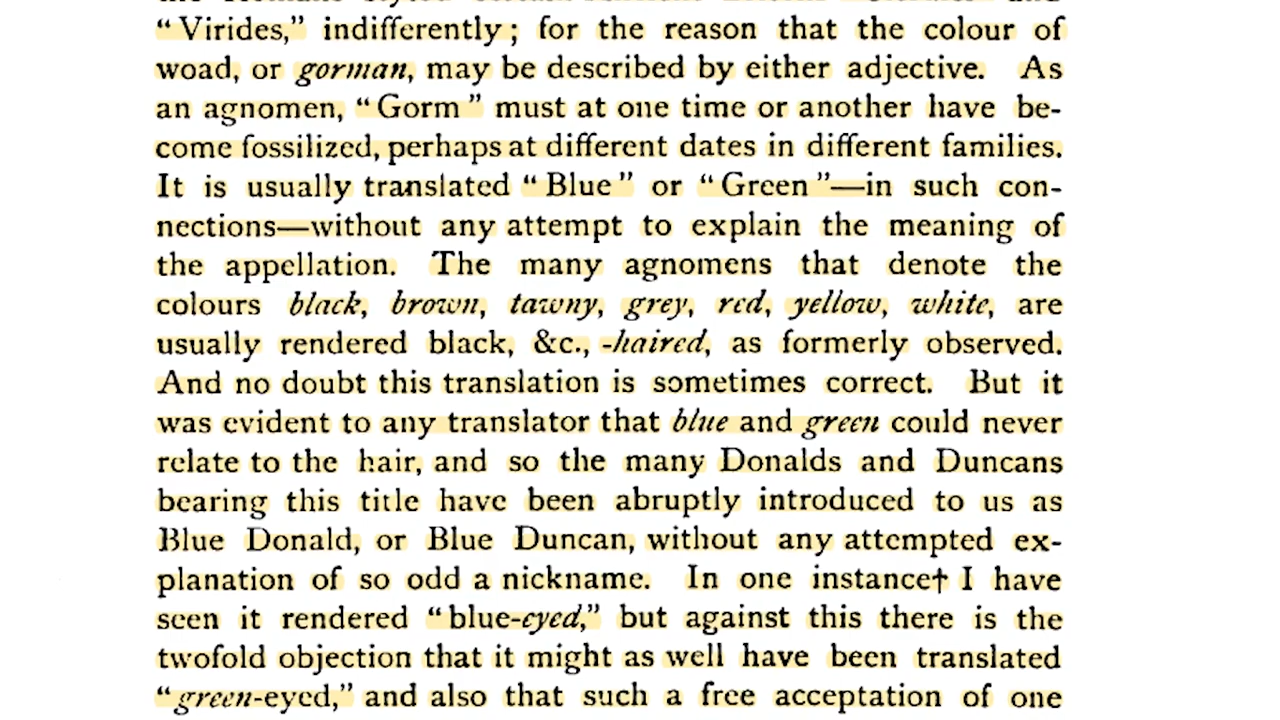 "Virides," indifferently; for the reason that the colour of
woad, or gorman, may be described by either adjective. As
an agnomen, "Gorm" must at one time or another have be-
come fossilized, perhaps at different dates in different families.
It is usually translated "Blue" or "Green"—in such con-
nections—without any attempt to explain the meaning of
the appellation. The many agnomens that denote the
colours black, brown, tawny, grey, red, yellow, white, are
usually rendered black, &c., -haired, as formerly observed.
And no doubt this translation is sometimes correct. But it
was evident to any translator that blue and green could never
relate to the hair, and so the many Donalds and Duncans
bearing this title have been abruptly introduced to us as
Blue Donald, or Blue Duncan, without any attempted ex-
planation of so odd a nickname. In one instance† I have
seen it rendered "blue-eyed," but against this there is the
twofold objection that it might as well have been translated
"green-eyed," and also that such a free acceptation of one